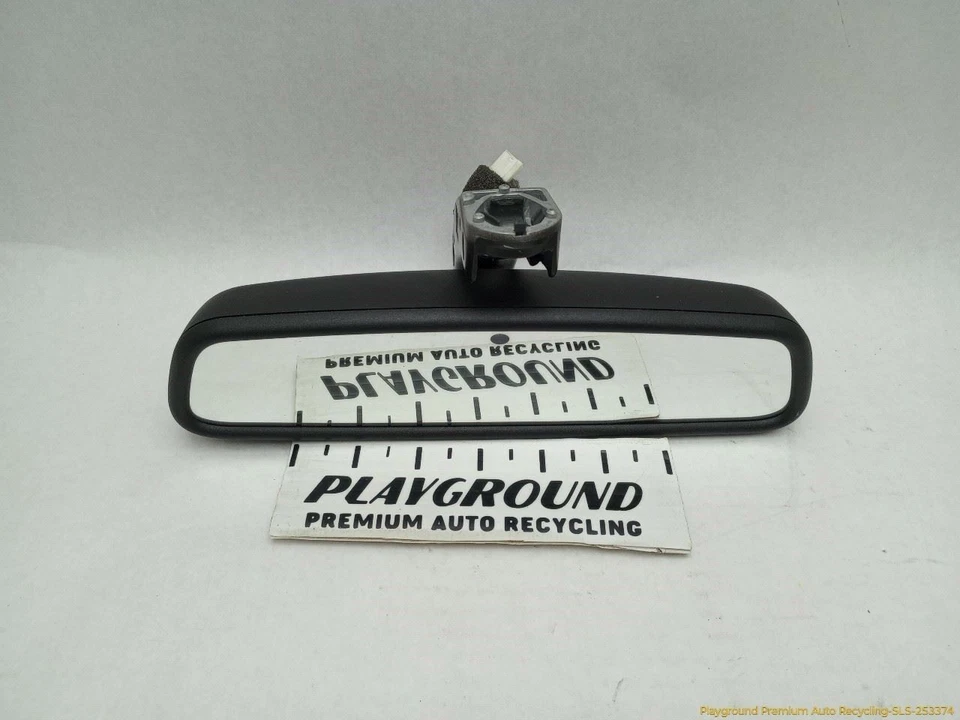 PREMIUM AUTO RECYCLING
PLAYGROUND
PLAYGROUND
PREMIUM AUTO RECYCLING
Playground Premium Auto Recycling-SLS-253374